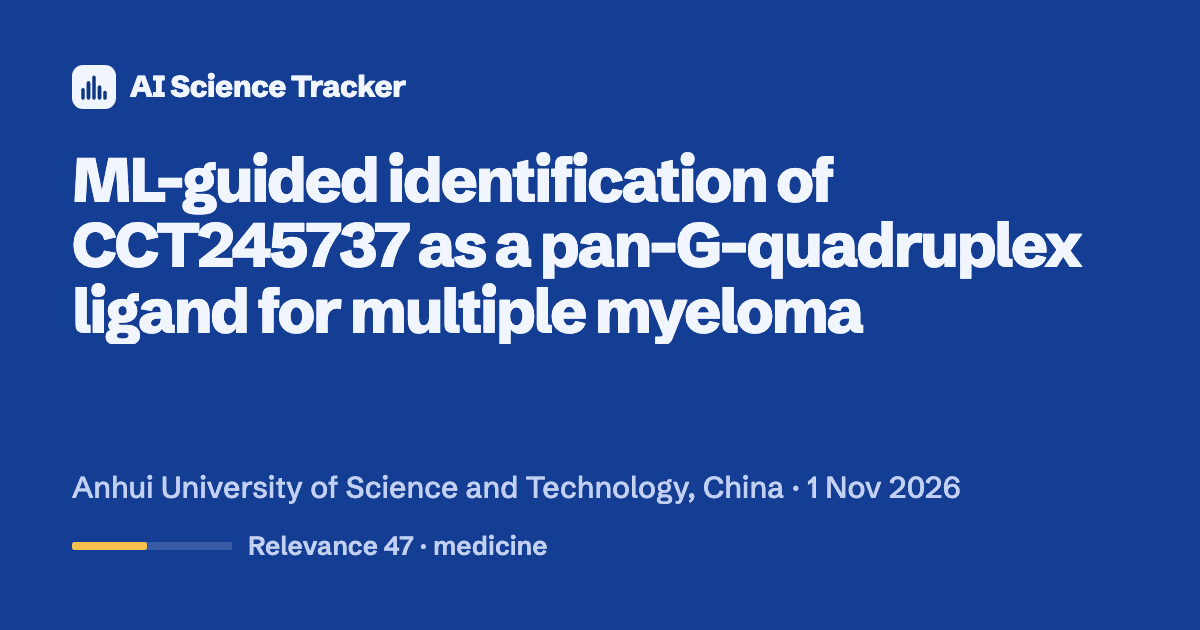 AI Science Tracker
ML-guided identification of
CCT245737 as a pan-G-quadruplex
ligand for multiple myeloma
Anhui University of Science and Technology, China · 1 Nov 2026
Relevance 47 · medicine